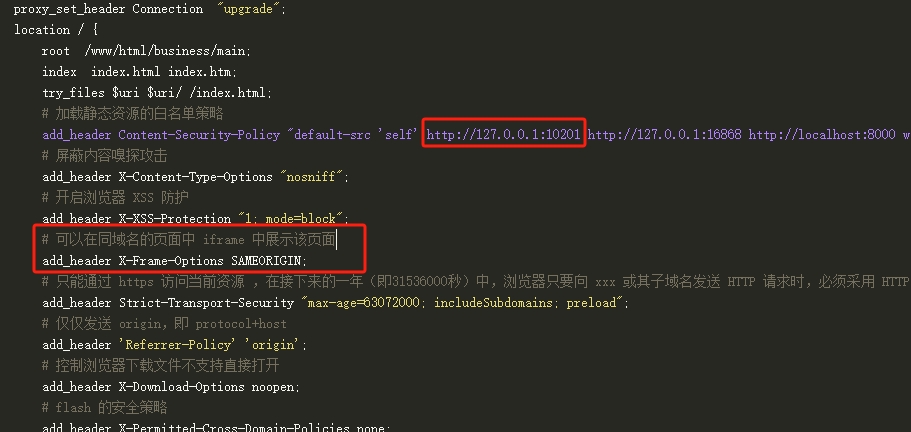 proxy_set_header Connection  "upgrade";
location / {
root  /www/html/business/main;
index  index.html index.htm;
try_files $uri $uri/ /index.html;
# 加载静态资源的白名单策略
add_header Content-Security-Policy "default-src 'self' http://127.0.0.1:10201 http://127.0.0.1:16868 http://localhost:8000 w
# 屏蔽内容嗅探攻击
add_header X-Content-Type-Options "nosniff";
# 开启浏览器 XSS 防护
add_header X-XSS-Protection "1; mode=block";
# 可以在同域名的页面中 iframe 中展示该页面
add_header X-Frame-Options SAMEORIGIN;
# 只能通过 https 访问当前资源 ，在接下来的一年（即31536000秒）中，浏览器只要向 xxx 或其子域名发送 HTTP 请求时，必须采用 HTTP
add_header Strict-Transport-Security "max-age=63072000; includeSubdomains; preload";
# 仅仅发送 origin，即 protocol+host
add_header 'Referrer-Policy' 'origin';
# 控制浏览器下载文件不支持直接打开
add_header X-Download-Options noopen;
# flash 的安全策略
add_header X-Permitted-Cross-Domain-Policies none;